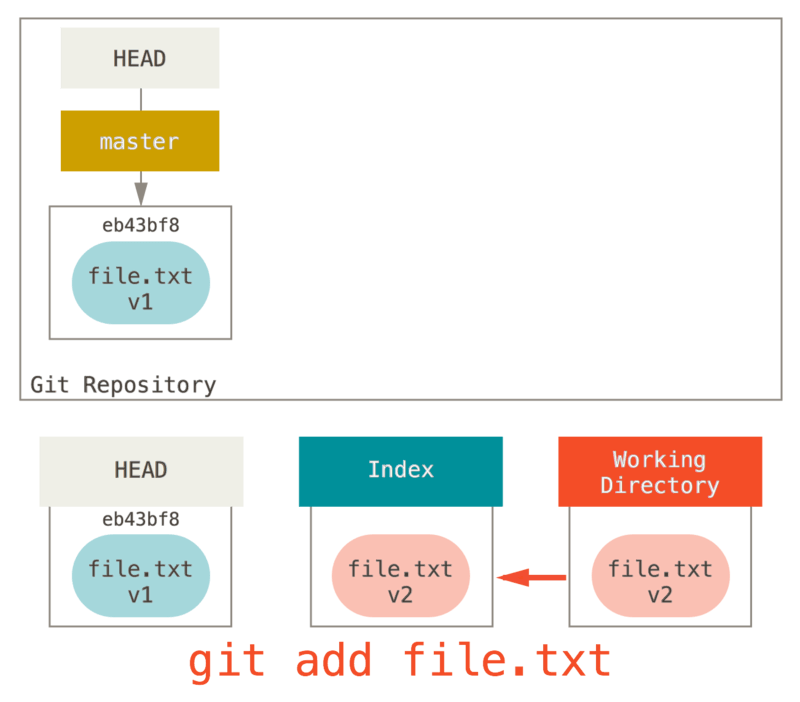 HEAD
master
eb43bf8
file.txt
v1
Git Repository
HEAD
eb43bf8
file.txt
v1
Index
file.txt
v2
Working
Directory
file.txt
v2
git add file.txt